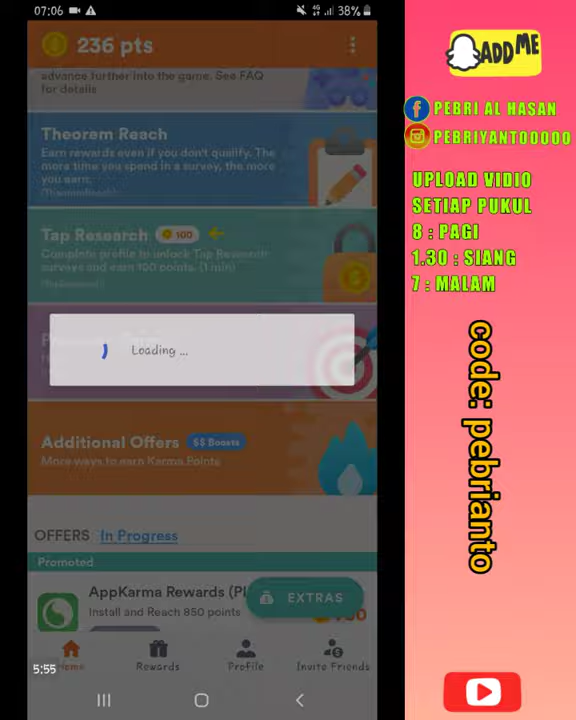 07:06
4G
38%
236 pts
advance further into the game. See FAQ
for details
Theorem Reach
Earn rewards even if you don't qualify. The
more time you spend in a survey, the more
you earn.
Tap Research
100
Complete profile to unlock Tap Research
surveys and earn 100 points. (1 min)
Loading ...
Additional Offers
$$ Boosts
More ways to earn Karma Points
OFFERS
In Progress
Promoted
AppKarma Rewards (Pl
Install and Reach 850 points
EXTRAS
5:55
Home
Rewards
Profile
Invite Friends
ADD ME
PEBRI AL HASAN
PEBRIYANTOOOOO
UPLOAD VIDIO
SETIAP PUKUL
8 : PAGI
1.30 : SIANG
7 : MALAM
code: pebrianto